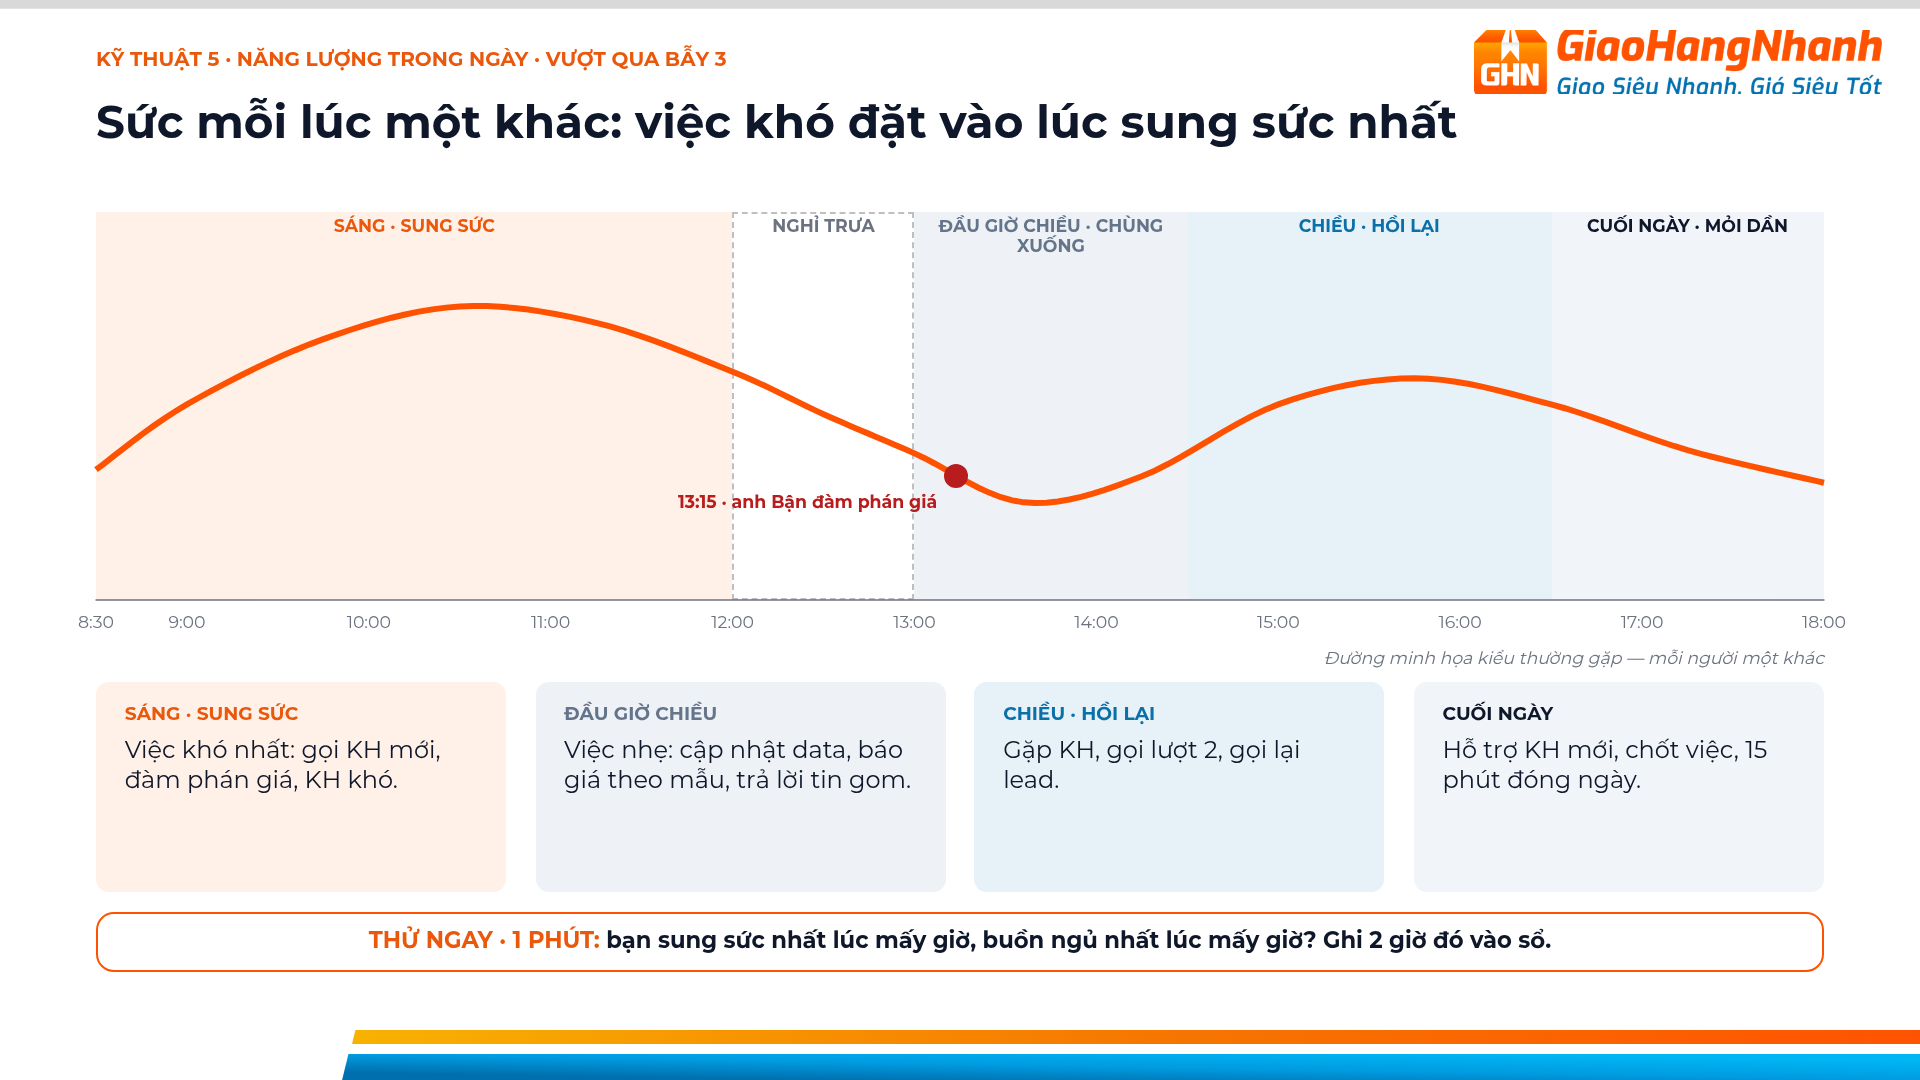 KỸ THUẬT 5 · NĂNG LƯỢNG TRONG NGÀY · VƯỢT QUA BẪY 3
GHN
GiaoHangNhanh
Giao Siêu Nhanh, Giá Siêu Tốt
Sức mỗi lúc một khác: việc khó đặt vào lúc sung sức nhất
SÁNG · SUNG SỨC
NGHỈ TRƯA
ĐẦU GIỜ CHIỀU · CHÙNG
XUỐNG
CHIỀU · HỒI LẠI
CUỐI NGÀY · MỎI DẦN
13:15 · anh Bận đàm phán giá
8:30 9:00 10:00 11:00 12:00 13:00 14:00 15:00 16:00 17:00 18:00
Đường minh họa kiểu thường gặp — mỗi người một khác
SÁNG · SUNG SỨC
Việc khó nhất: gọi KH mới,
đàm phán giá, KH khó.
ĐẦU GIỜ CHIỀU
Việc nhẹ: cập nhật data, báo
giá theo mẫu, trả lời tin gom.
CHIỀU · HỒI LẠI
Gặp KH, gọi lượt 2, gọi lại
lead.
CUỐI NGÀY
Hỗ trợ KH mới, chốt việc, 15
phút đóng ngày.
THỬ NGAY · 1 PHÚT: bạn sung sức nhất lúc mấy giờ, buồn ngủ nhất lúc mấy giờ? Ghi 2 giờ đó vào sổ.